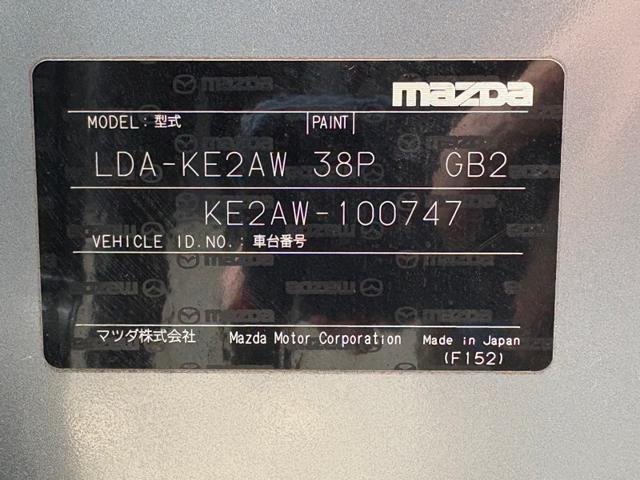 mazda
MODEL: 型式 |PAINT|
LDA-KE2AW 38P GB2
KE2AW-100747
VEHICLE ID.NO.: 車台番号
マツダ株式会社 Mazda Motor Corporation Made in Japan
(F152)